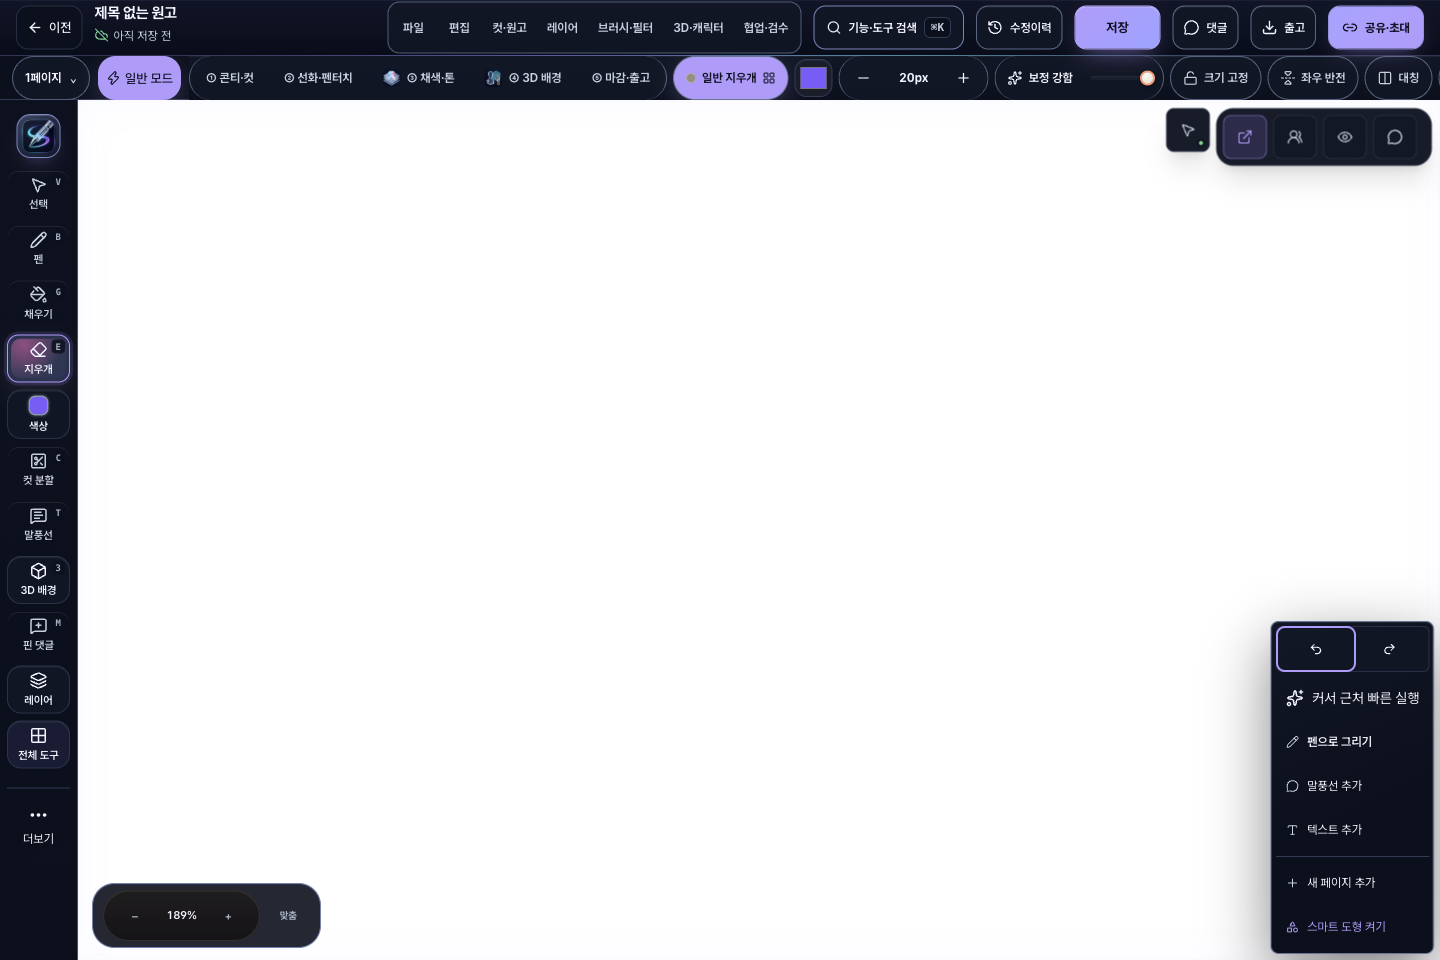 이전
제목 없는 원고
아직 저장 전
파일 편집 컷·원고 레이어 브러시·필터 3D·캐릭터 협업·검수
기능·도구 검색 ⌘K
수정이력
저장
댓글
출고
공유·초대
1페이지
일반 모드
① 콘티·컷
② 선화·펜터치
③ 채색·톤
④ 3D 배경
⑤ 마감·출고
일반 지우개
− 20px +
보정 강함
크기 고정
좌우 반전
대칭
V
선택
B
펜
G
채우기
E
지우개
색상
C
컷 분할
T
말풍선
3
3D 배경
M
핀 댓글
레이어
전체 도구
더보기
커서 근처 빠른 실행
펜으로 그리기
말풍선 추가
텍스트 추가
새 페이지 추가
스마트 도형 켜기
− 189% + 맞춤